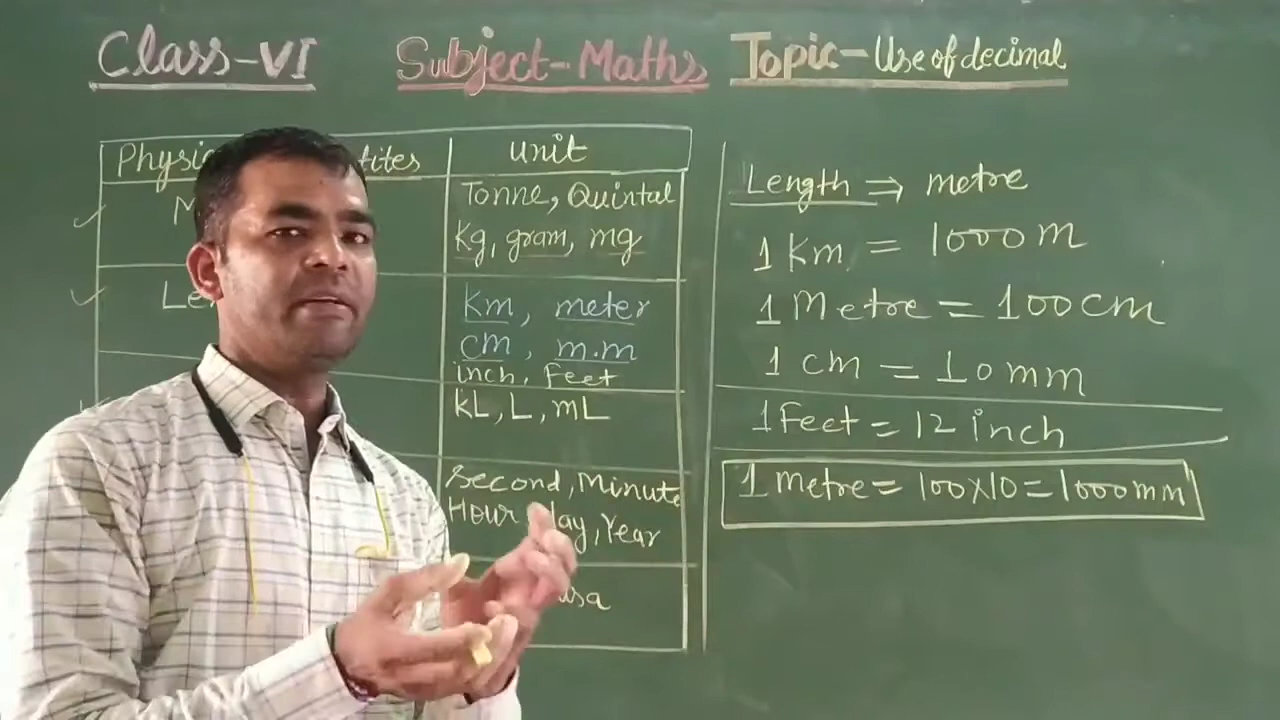 Class-VI Subject-Maths Topic-Use of decimal
unit
Tonne, Quintal
kg, gram, mg
km, meter
cm, m.m
inch, Feet
kL, L, mL
Second, Minute
Hour
, Year
Length ⇒ metre
1 Km = 1000 m
1 Metre = 100 cm
1 cm = 10 mm
1 Feet = 12 inch
1 metre = 100X10 = 1000 mm